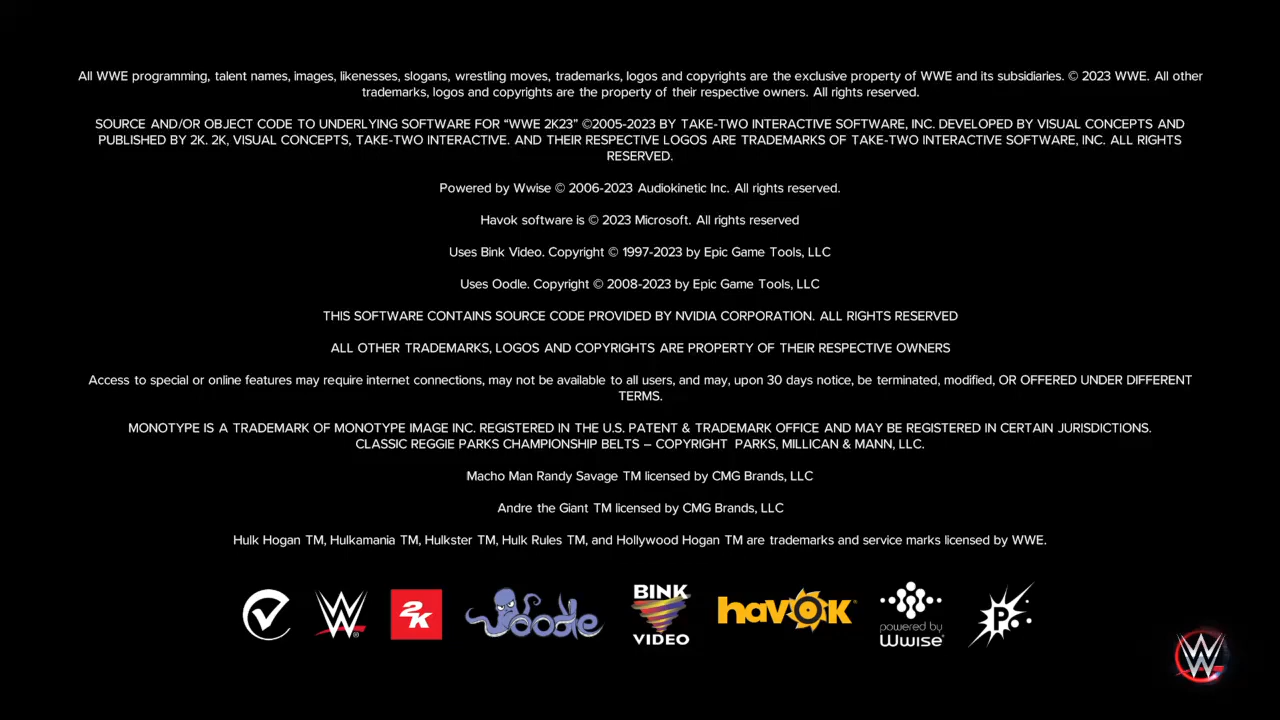 All WWE programming, talent names, images, likenesses, slogans, wrestling moves, trademarks, logos and copyrights are the exclusive property of WWE and its subsidiaries. © 2023 WWE. All other
trademarks, logos and copyrights are the property of their respective owners. All rights reserved.
SOURCE AND/OR OBJECT CODE TO UNDERLYING SOFTWARE FOR “WWE 2K23” ©2005-2023 BY TAKE-TWO INTERACTIVE SOFTWARE, INC. DEVELOPED BY VISUAL CONCEPTS AND
PUBLISHED BY 2K. 2K, VISUAL CONCEPTS, TAKE-TWO INTERACTIVE. AND THEIR RESPECTIVE LOGOS ARE TRADEMARKS OF TAKE-TWO INTERACTIVE SOFTWARE, INC. ALL RIGHTS
RESERVED.
Powered by Wwise © 2006-2023 Audiokinetic Inc. All rights reserved.
Havok software is © 2023 Microsoft. All rights reserved
Uses Bink Video. Copyright © 1997-2023 by Epic Game Tools, LLC
Uses Oodle. Copyright © 2008-2023 by Epic Game Tools, LLC
THIS SOFTWARE CONTAINS SOURCE CODE PROVIDED BY NVIDIA CORPORATION. ALL RIGHTS RESERVED
ALL OTHER TRADEMARKS, LOGOS AND COPYRIGHTS ARE PROPERTY OF THEIR RESPECTIVE OWNERS
Access to special or online features may require internet connections, may not be available to all users, and may, upon 30 days notice, be terminated, modified, OR OFFERED UNDER DIFFERENT
TERMS.
MONOTYPE IS A TRADEMARK OF MONOTYPE IMAGE INC. REGISTERED IN THE U.S. PATENT & TRADEMARK OFFICE AND MAY BE REGISTERED IN CERTAIN JURISDICTIONS.
CLASSIC REGGIE PARKS CHAMPIONSHIP BELTS – COPYRIGHT PARKS, MILLICAN & MANN, LLC.
Macho Man Randy Savage TM licensed by CMG Brands, LLC
Andre the Giant TM licensed by CMG Brands, LLC
Hulk Hogan TM, Hulkamania TM, Hulkster TM, Hulk Rules TM, and Hollywood Hogan TM are trademarks and service marks licensed by WWE.
W ® 2K oodle BINK VIDEO havok ® powered by Wwise P
W